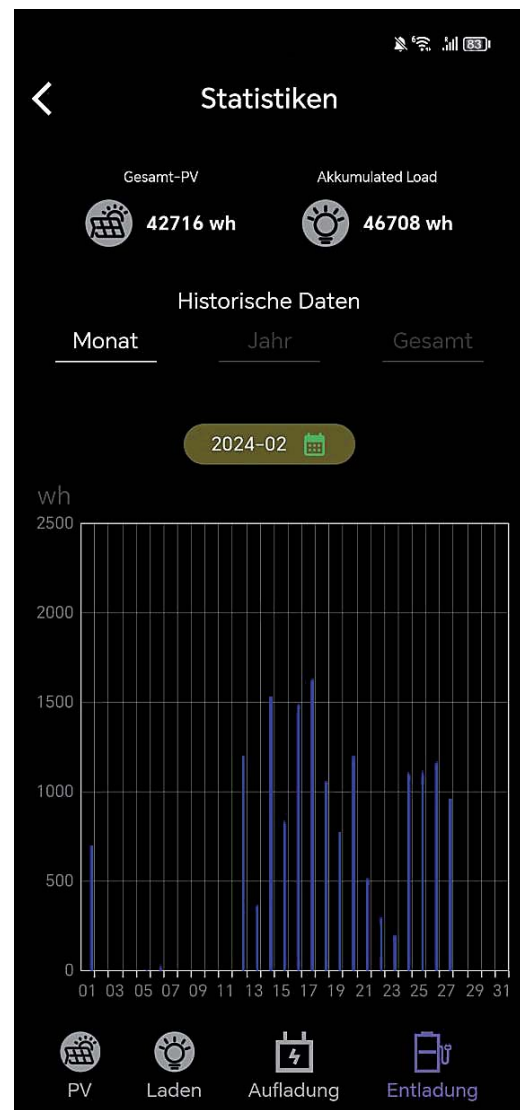 83
Statistiken
Gesamt-PV Akkumulated Load
42716 wh 46708 wh
Historische Daten
Monat Jahr Gesamt
2024-02
wh
2500
2000
1500
1000
500
0
01 03 05 07 09 11 13 15 17 19 21 23 25 27 29 31
PV Laden Aufladung Entladung